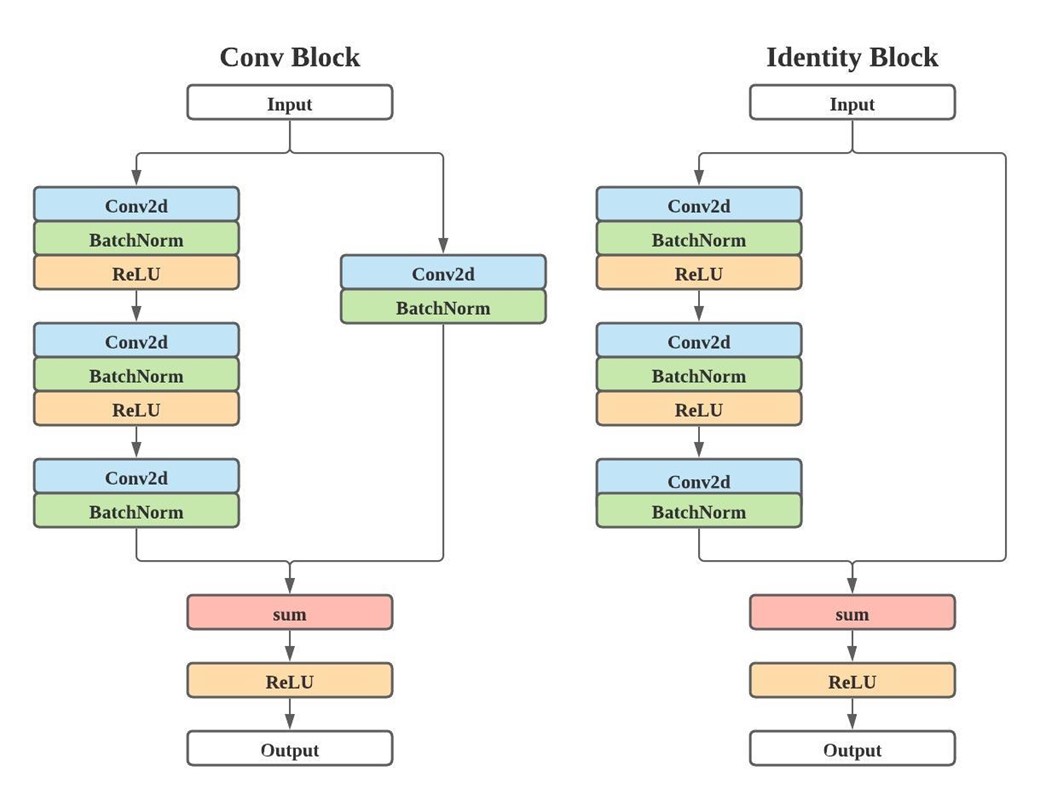 Conv Block
Input
Conv2d
BatchNorm
ReLU
Conv2d
BatchNorm
ReLU
Conv2d
BatchNorm
Conv2d
BatchNorm
sum
ReLU
Output
Identity Block
Input
Conv2d
BatchNorm
ReLU
Conv2d
BatchNorm
ReLU
Conv2d
BatchNorm
sum
ReLU
Output